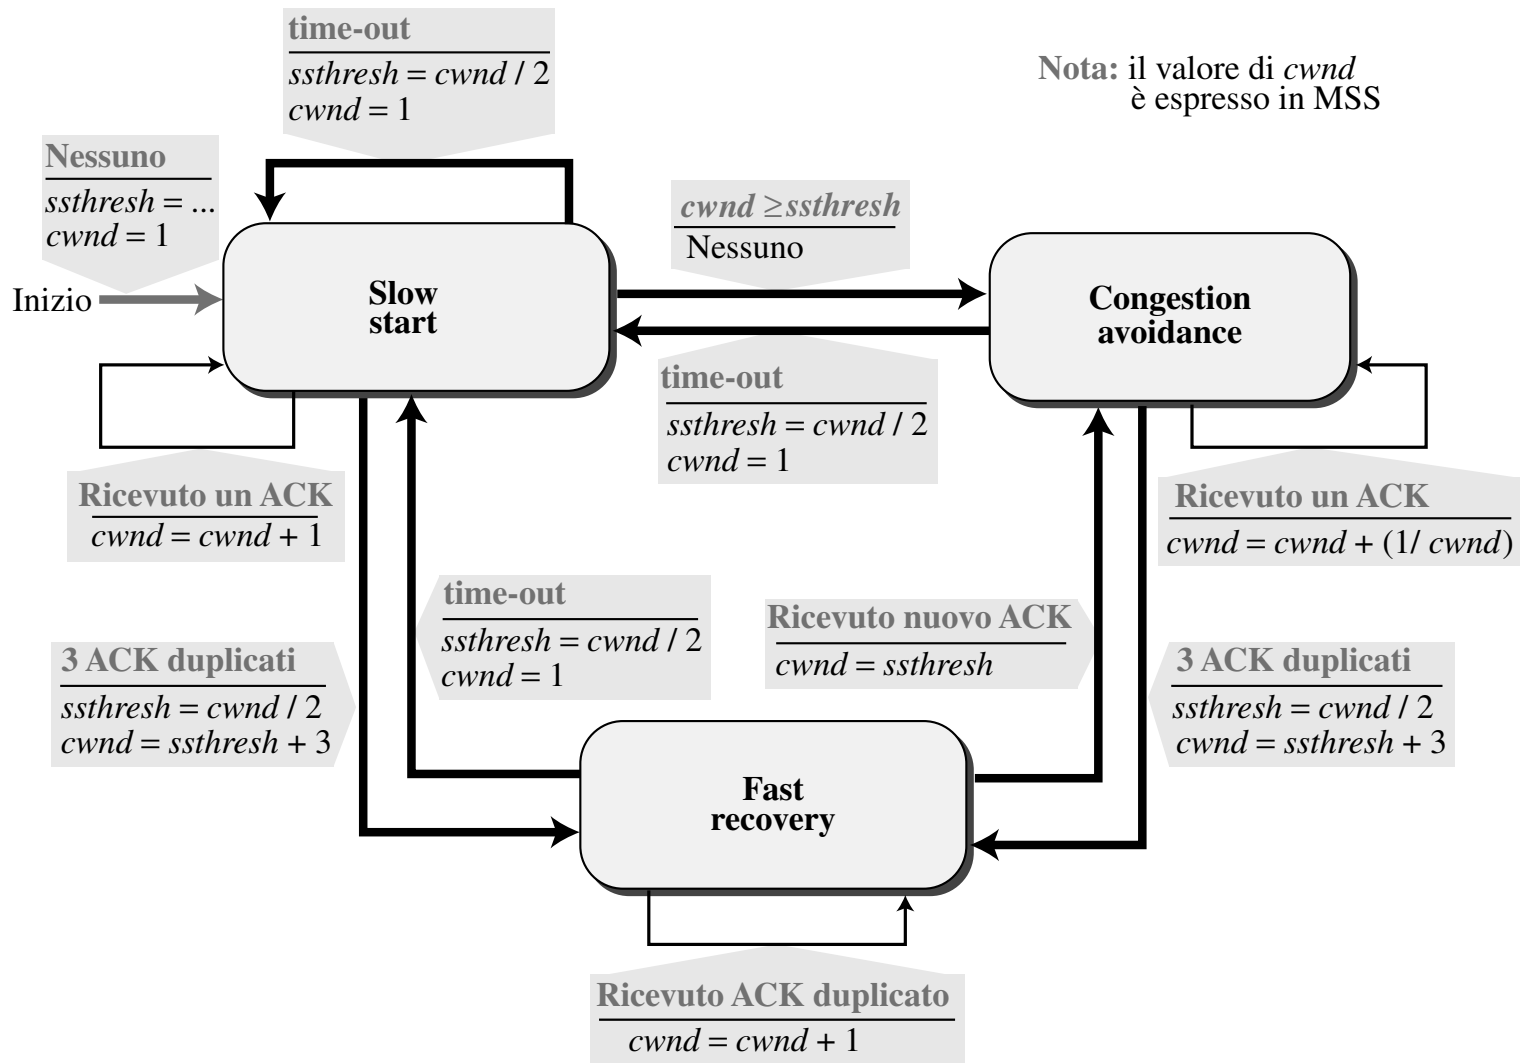 time-out
ssthresh = cwnd / 2
cwnd = 1
Nota: il valore di cwnd
è espresso in MSS
Nessuno
ssthresh = ...
cwnd = 1
Inizio
cwnd ≥ssthresh
Nessuno
Slow
start
Congestion
avoidance
time-out
ssthresh = cwnd / 2
cwnd = 1
Ricevuto un ACK
cwnd = cwnd + 1
Ricevuto un ACK
cwnd = cwnd + (1/ cwnd)
time-out
ssthresh = cwnd / 2
cwnd = 1
Ricevuto nuovo ACK
cwnd = ssthresh
3 ACK duplicati
ssthresh = cwnd / 2
cwnd = ssthresh + 3
3 ACK duplicati
ssthresh = cwnd / 2
cwnd = ssthresh + 3
Fast
recovery
Ricevuto ACK duplicato
cwnd = cwnd + 1